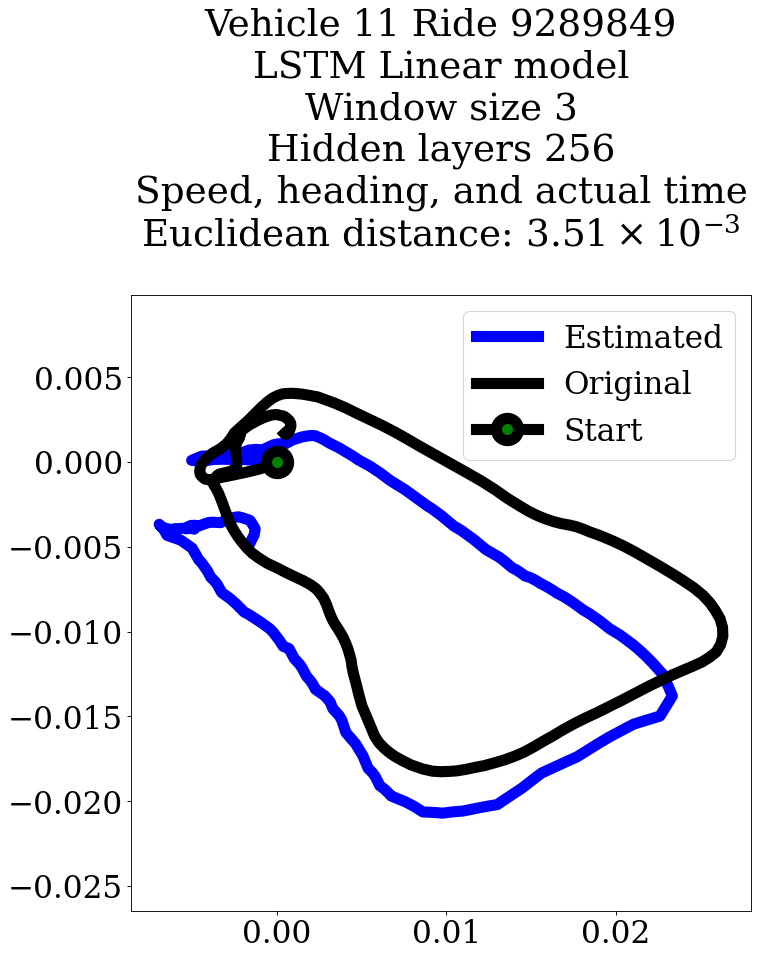 Vehicle 11 Ride 9289849
LSTM Linear model
Window size 3
Hidden layers 256
Speed, heading, and actual time
Euclidean distance: 3.51 × 10⁻³
Estimated
Original
Start
0.005
0.000
−0.005
−0.010
−0.015
−0.020
−0.025
0.00 0.01 0.02